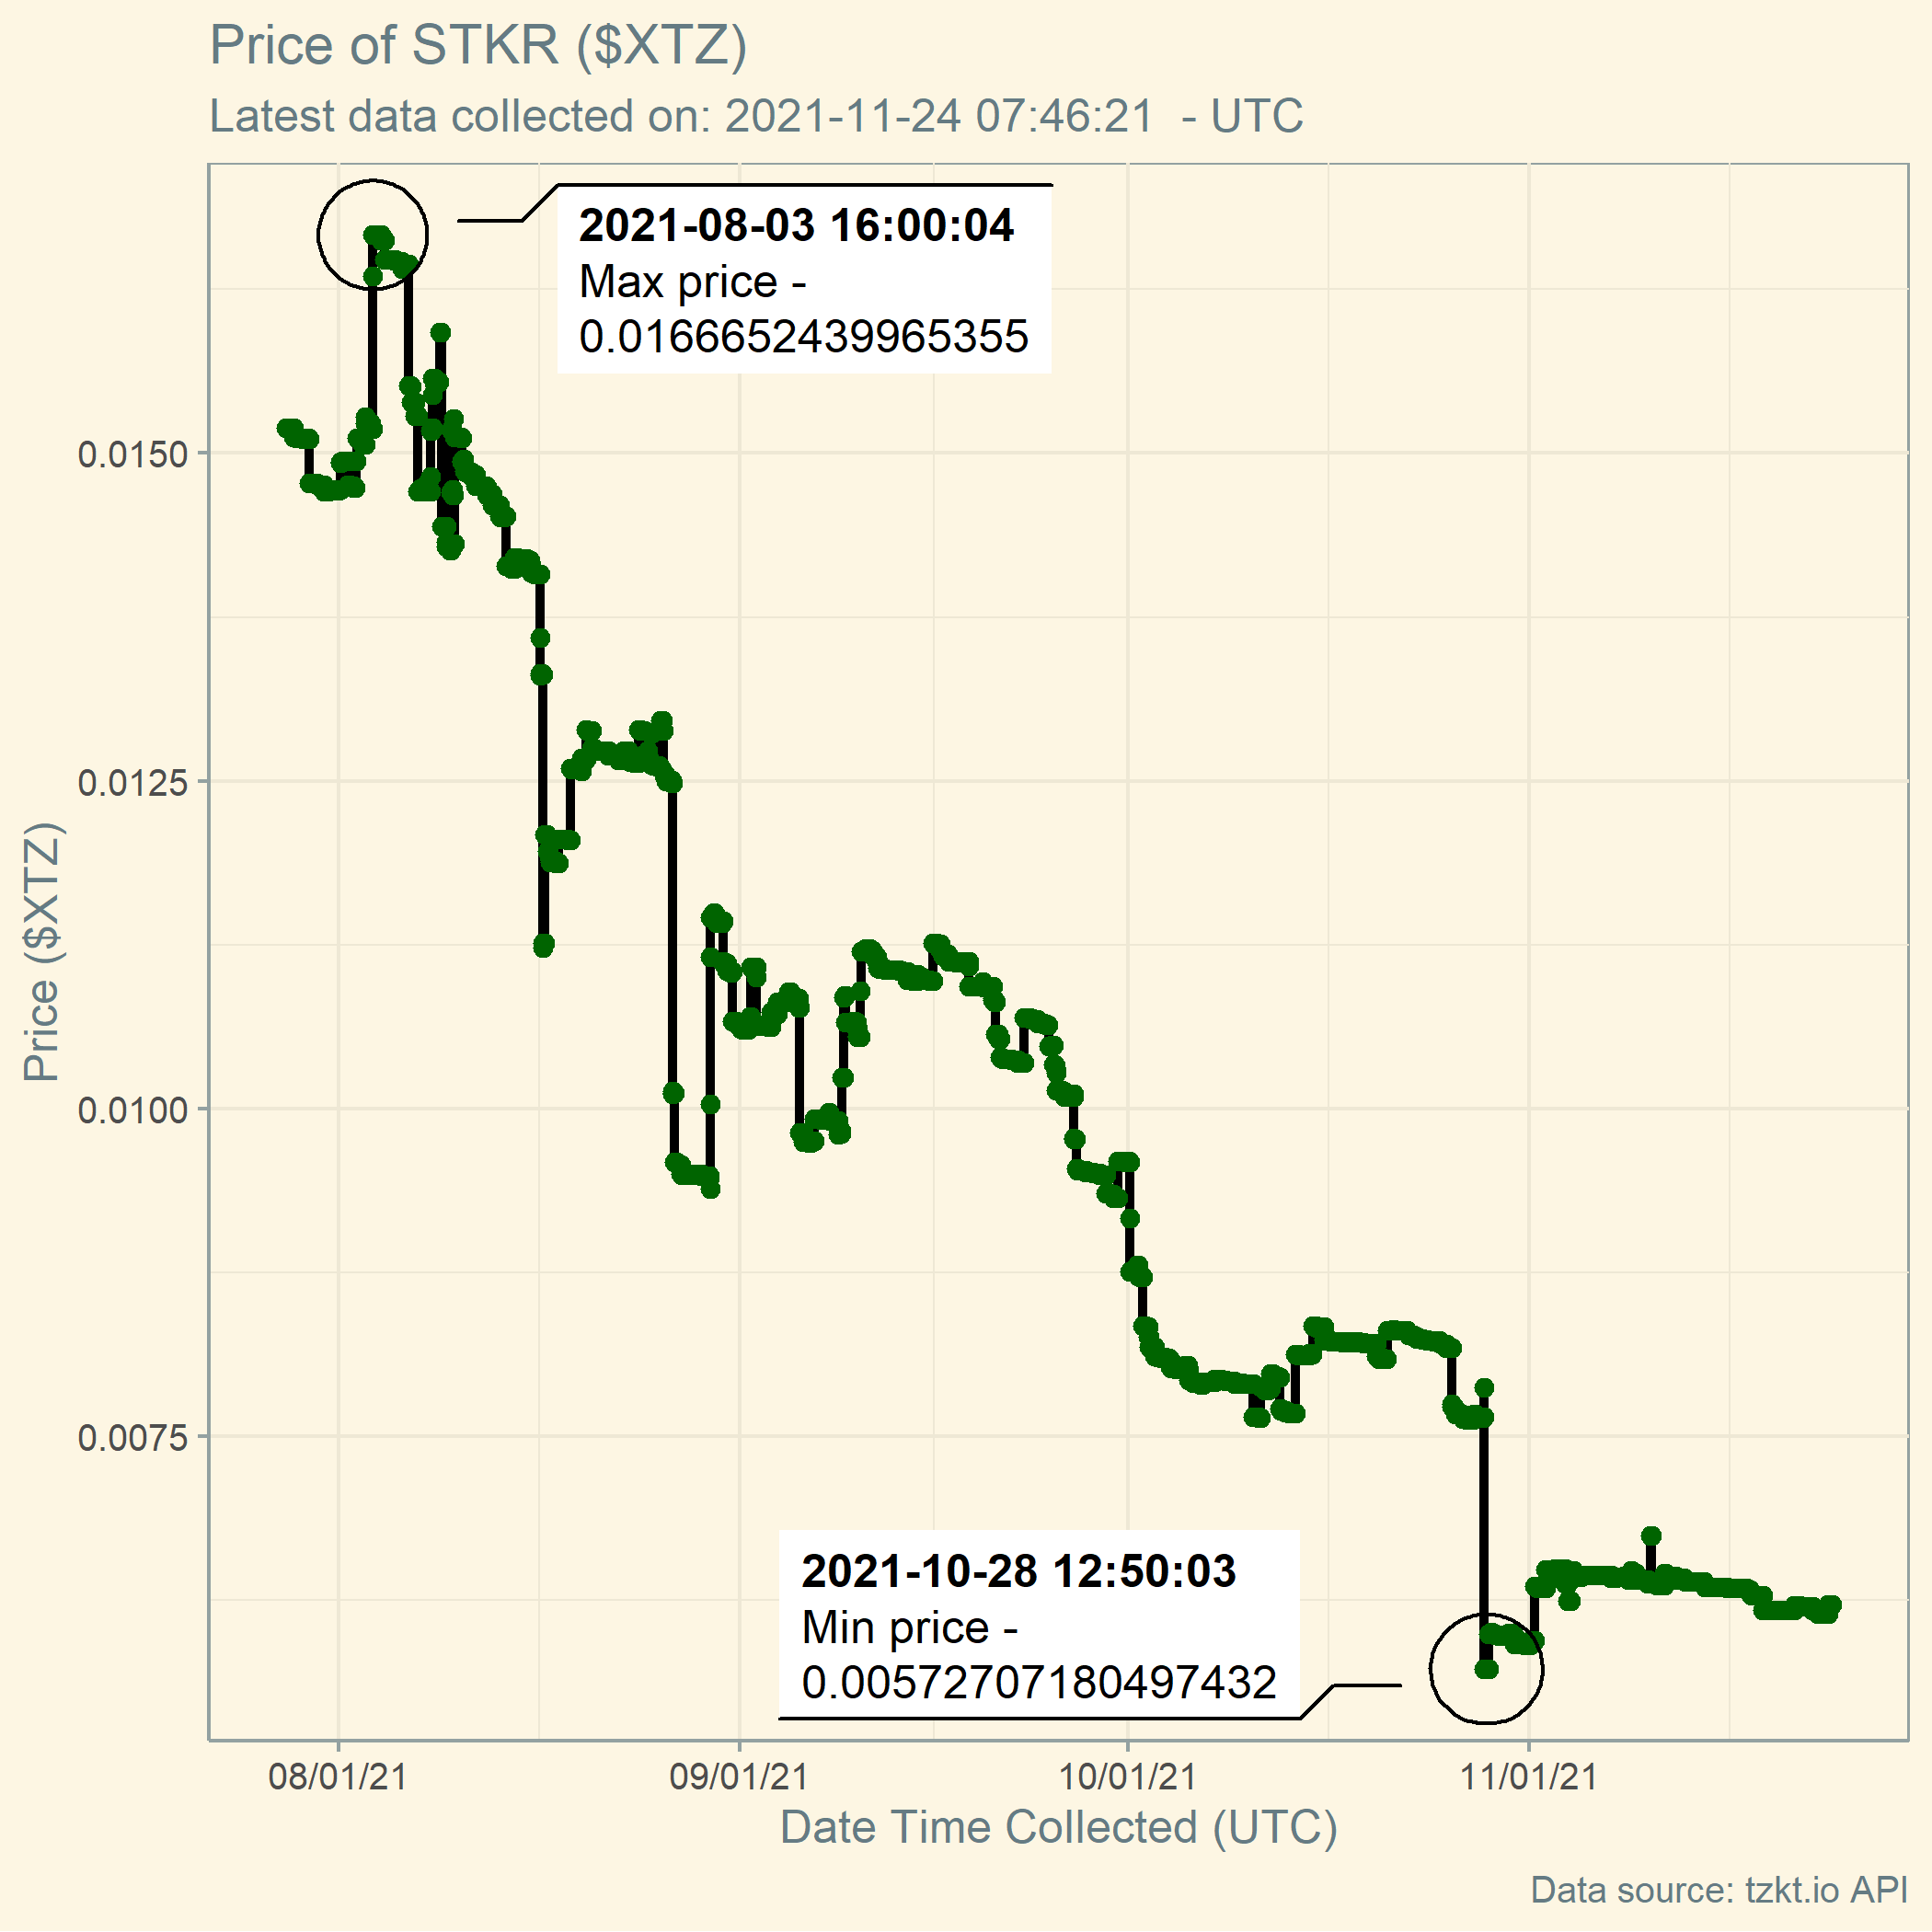 Price of STKR ($XTZ)
Latest data collected on: 2021-11-24 07:46:21  - UTC
2021-08-03 16:00:04
Max price -
0.0166652439965355
0.0150
0.0125
0.0100
0.0075
Price ($XTZ)
2021-10-28 12:50:03
Min price -
0.00572707180497432
08/01/21
09/01/21
10/01/21
11/01/21
Date Time Collected (UTC)
Data source: tzkt.io API